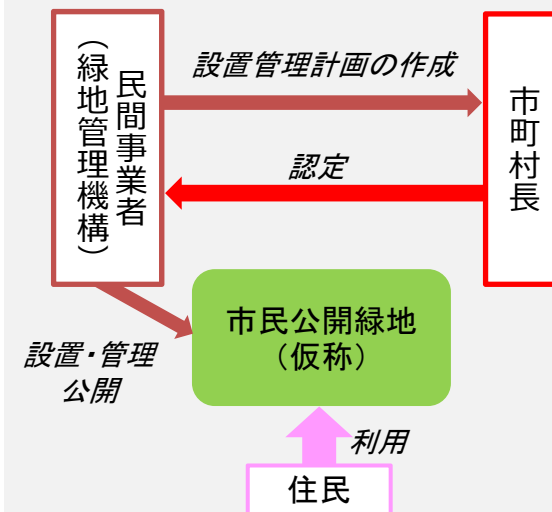 民間事業者
（緑地管理機構）
設置管理計画の作成
市町村長
認定
市民公開緑地
（仮称）
設置・管理
公開
利用
住民